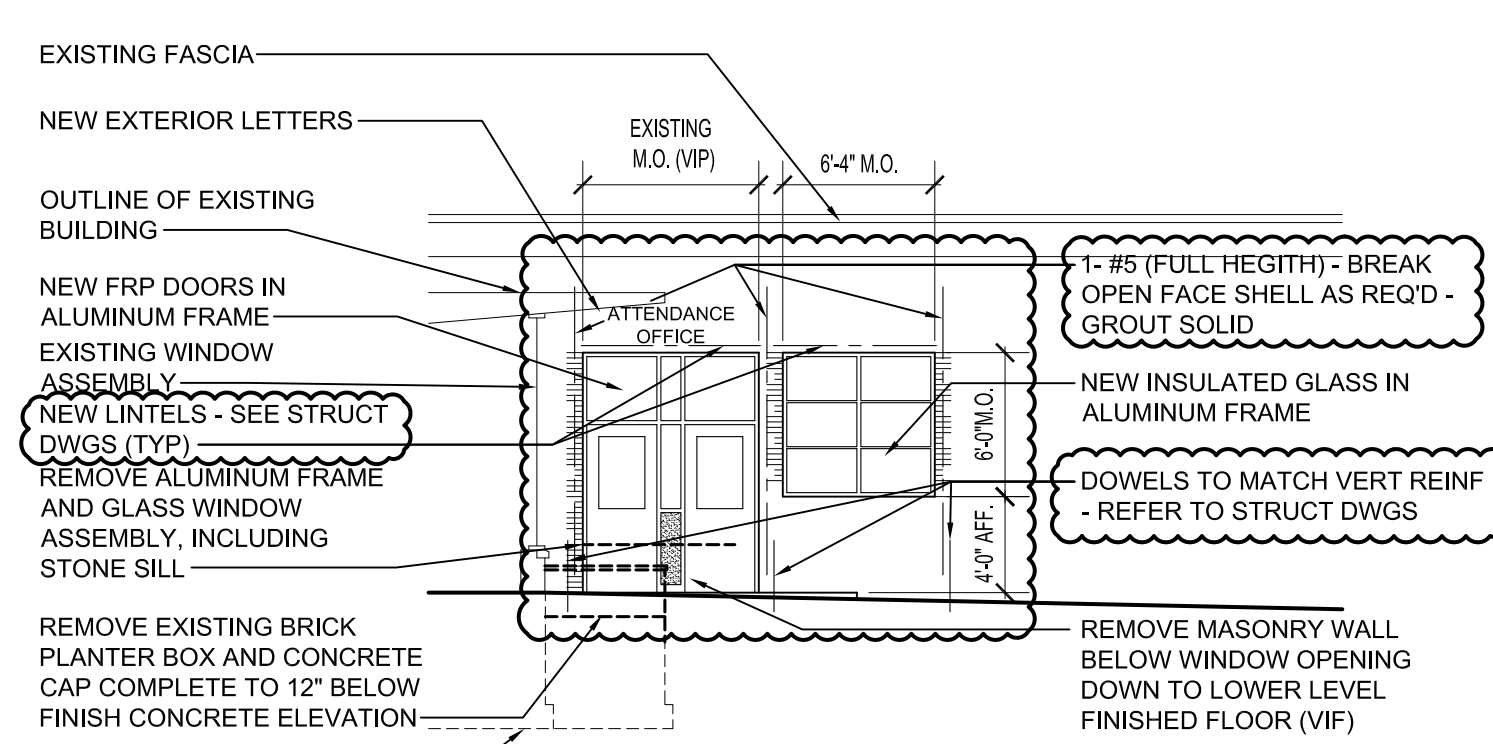 EXISTING FASCIA
NEW EXTERIOR LETTERS
OUTLINE OF EXISTING
BUILDING
NEW FRP DOORS IN
ALUMINUM FRAME
EXISTING WINDOW
ASSEMBLY
NEW LINTELS - SEE STRUCT
DWGS (TYP)
REMOVE ALUMINUM FRAME
AND GLASS WINDOW
ASSEMBLY, INCLUDING
STONE SILL
REMOVE EXISTING BRICK
PLANTER BOX AND CONCRETE
CAP COMPLETE TO 12" BELOW
FINISH CONCRETE ELEVATION
EXISTING
M.O. (VIP)
6'-4" M.O.
ATTENDANCE
OFFICE
6'-0"M.O.
4'-0" AFF.
1- #5 (FULL HEGITH) - BREAK
OPEN FACE SHELL AS REQ'D -
GROUT SOLID
NEW INSULATED GLASS IN
ALUMINUM FRAME
DOWELS TO MATCH VERT REINF
- REFER TO STRUCT DWGS
REMOVE MASONRY WALL
BELOW WINDOW OPENING
DOWN TO LOWER LEVEL
FINISHED FLOOR (VIF)